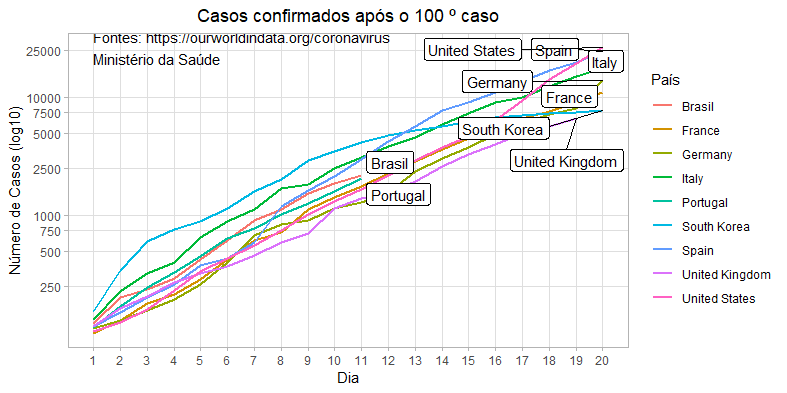 Casos confirmados após o 100 º caso
Fontes: https://ourworldindata.org/coronavirus
Ministério da Saúde
United States
Spain
Italy
Germany
France
South Korea
Brasil
United Kingdom
Portugal
Número de Casos (log10)
25000
10000
7500
5000
2500
1000
750
500
250
1 2 3 4 5 6 7 8 9 10 11 12 13 14 15 16 17 18 19 20
Dia
País
Brasil
France
Germany
Italy
Portugal
South Korea
Spain
United Kingdom
United States